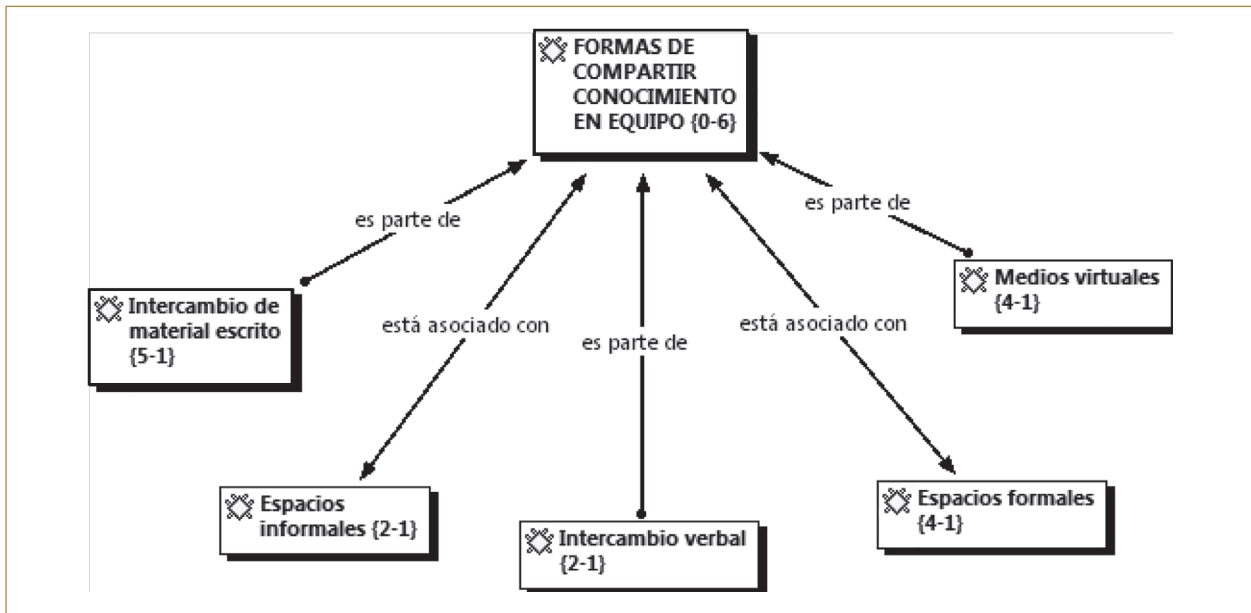 FORMAS DE
COMPARTIR
CONOCIMIENTO
EN EQUIPO {0-6}
es parte de
es parte de
Medios virtuales
{4-1}
Intercambio de
material escrito
{5-1}
está asociado con
está asociado con
es parte de
Espacios
informales {2-1}
Intercambio verbal
{2-1}
Espacios formales
{4-1}